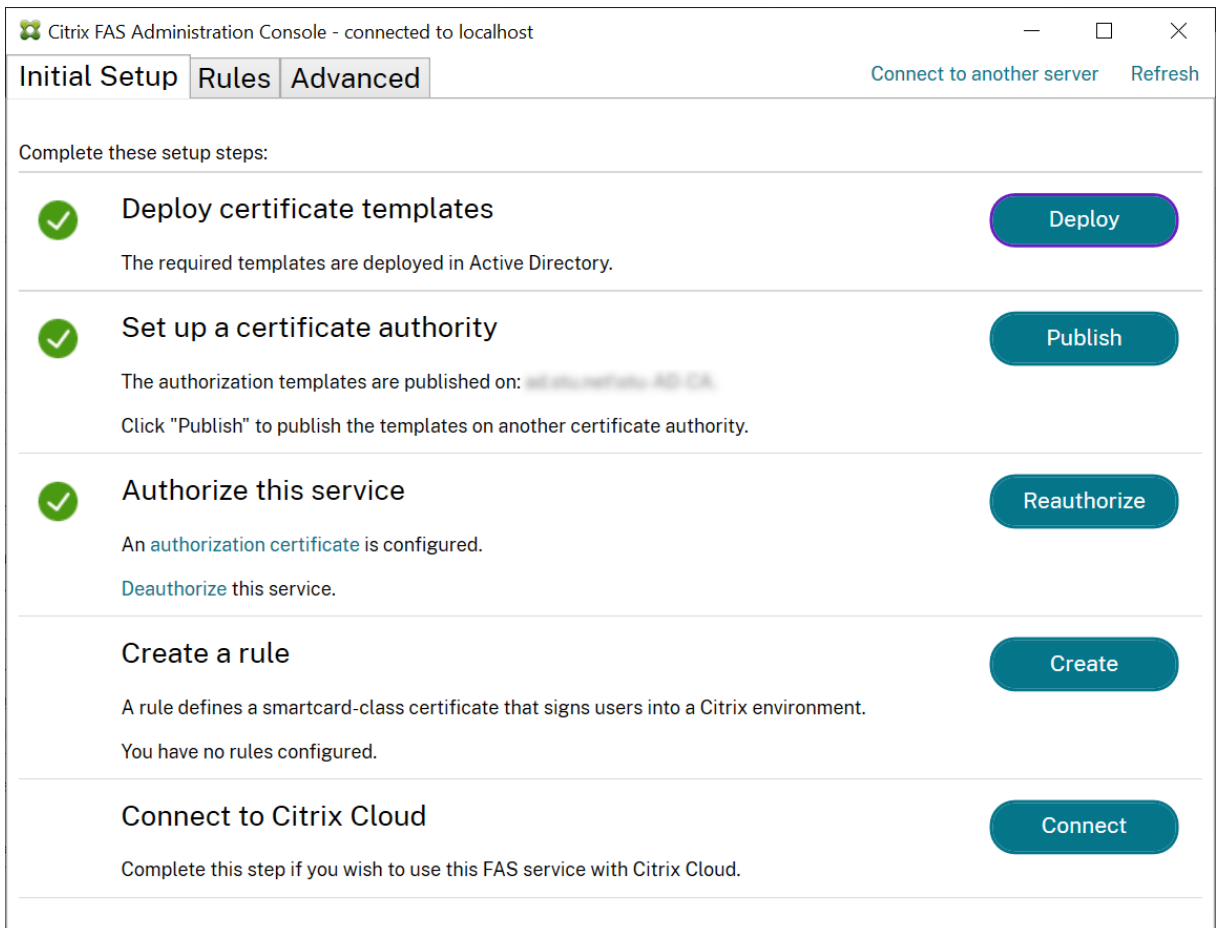 Citrix FAS Administration Console - connected to localhost
Initial Setup Rules Advanced Connect to another server Refresh
Complete these setup steps:
Deploy certificate templates
Deploy
The required templates are deployed in Active Directory.
Set up a certificate authority
Publish
The authorization templates are published on:
Click "Publish" to publish the templates on another certificate authority.
Authorize this service
Reauthorize
An authorization certificate is configured.
Deauthorize this service.
Create a rule
Create
A rule defines a smartcard-class certificate that signs users into a Citrix environment.
You have no rules configured.
Connect to Citrix Cloud
Connect
Complete this step if you wish to use this FAS service with Citrix Cloud.